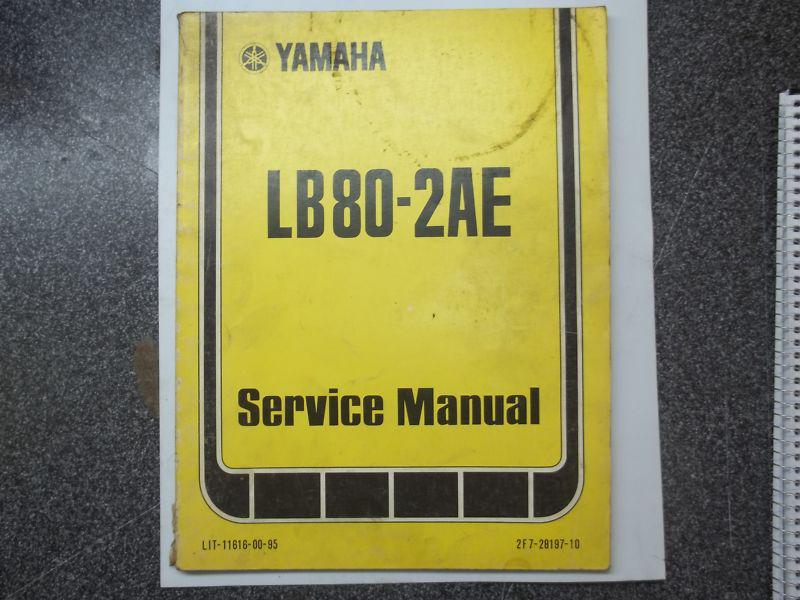 YAMAHA
LB80-2AE
Service Manual
LIT-11616-00-95
2F7-28197-10